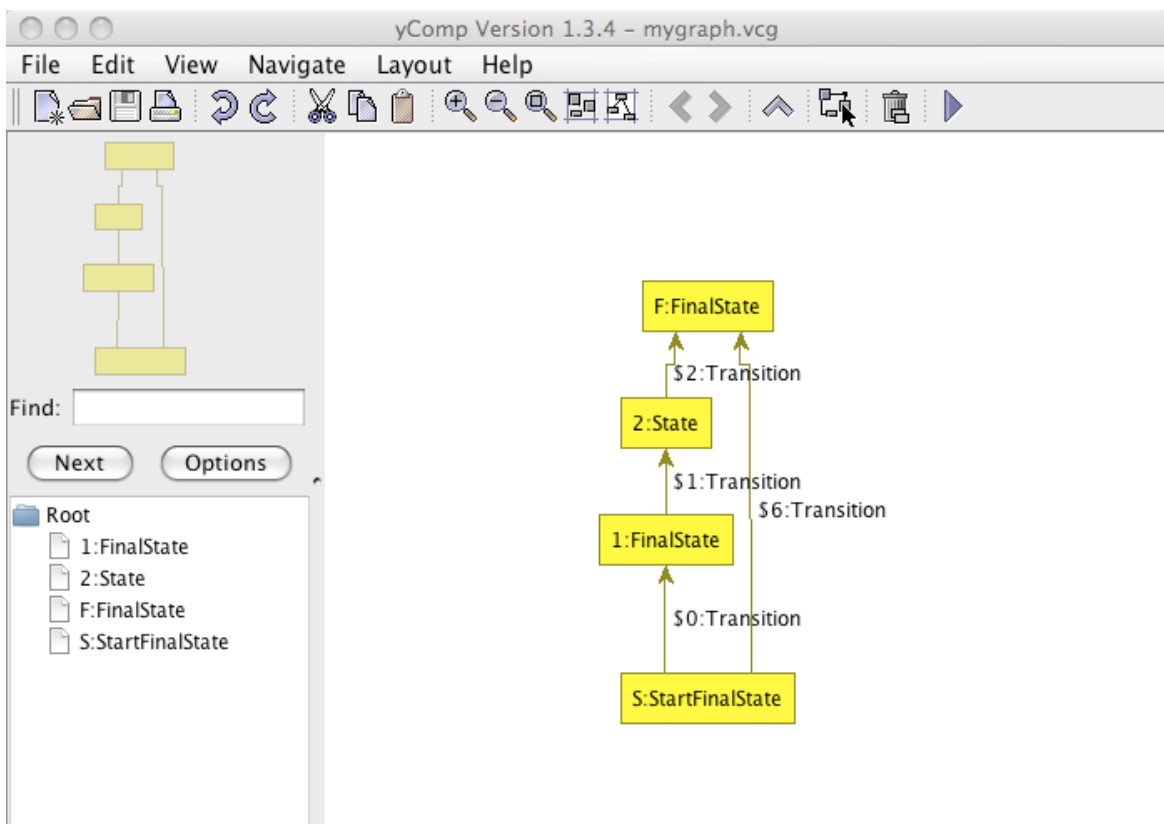 yComp Version 1.3.4 – mygraph.vcg
File Edit View Navigate Layout Help
Find:
Next Options
Root
1:FinalState
2:State
F:FinalState
S:StartFinalState
F:FinalState
$2:Transition
2:State
$1:Transition
$6:Transition
1:FinalState
$0:Transition
S:StartFinalState